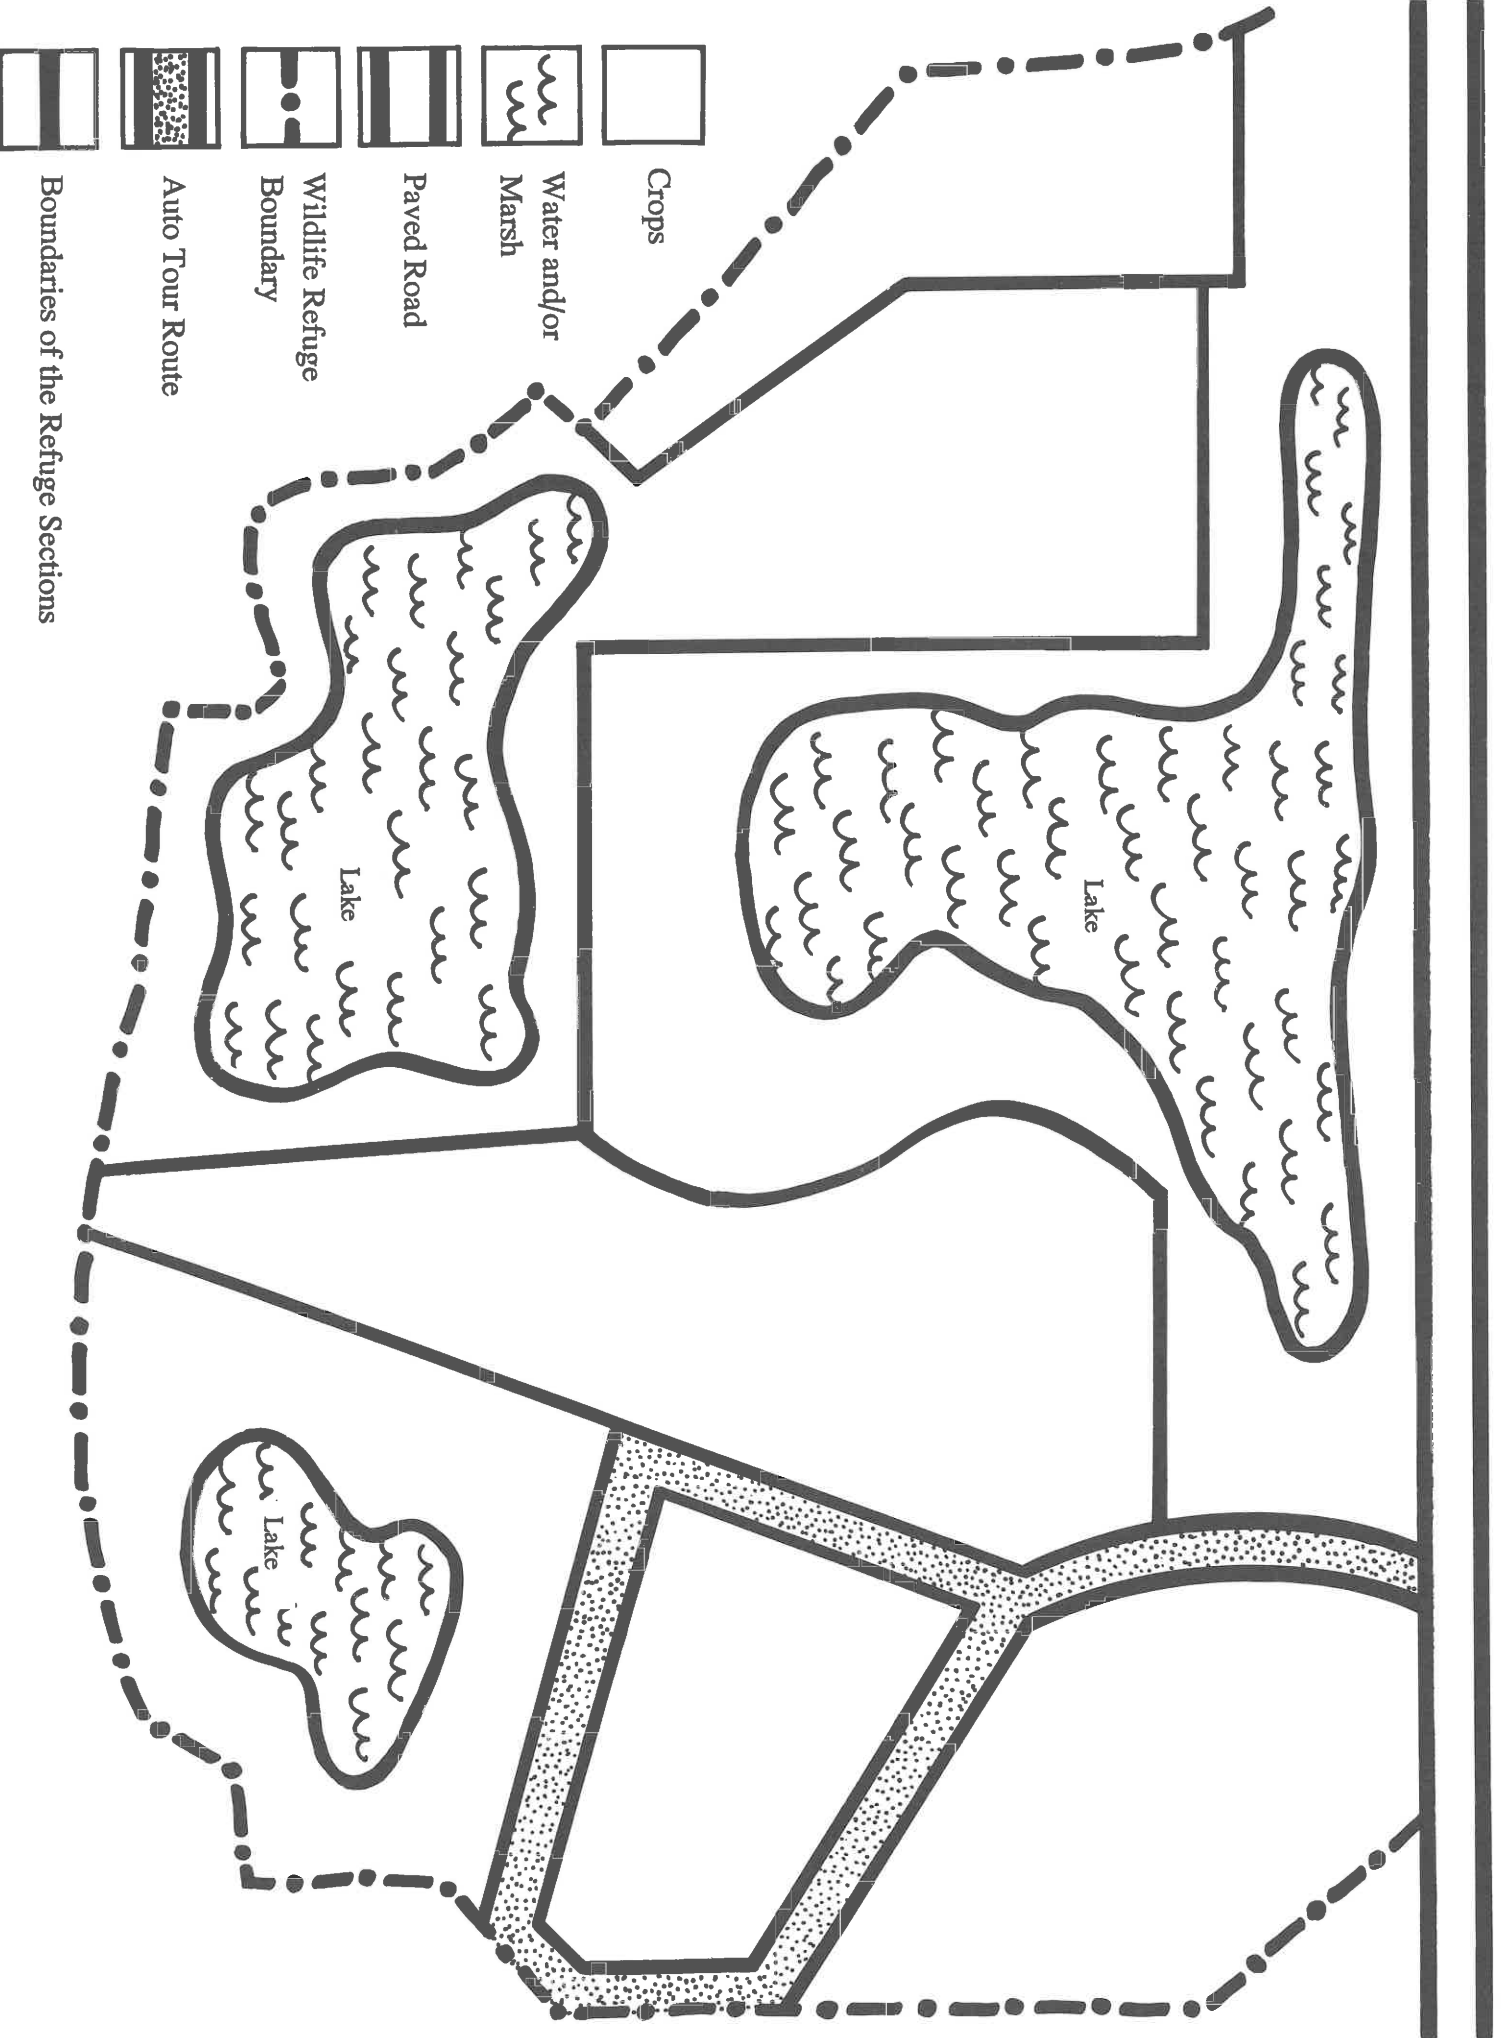 Lake
Lake
Lake
Crops
Water and/or
Marsh
Paved Road
Wildlife Refuge
Boundary
Auto Tour Route
Boundaries of the Refuge Sections